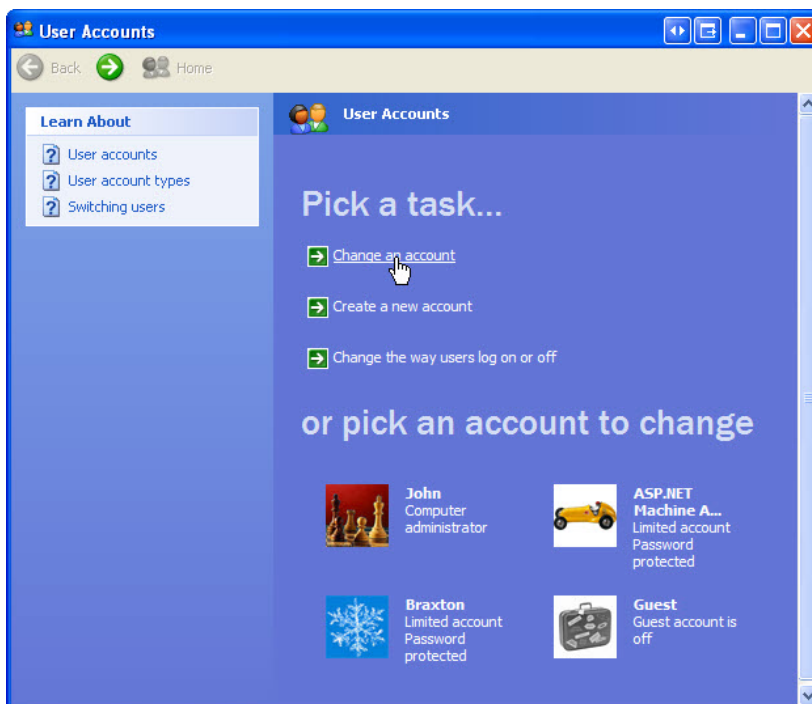 User Accounts
Back
Home
Learn About
User accounts
User account types
Switching users
User Accounts
Pick a task...
Change an account
Create a new account
Change the way users log on or off
or pick an account to change
John
Computer
administrator
ASP.NET
Machine A...
Limited account
Password
protected
Braxton
Limited account
Password
protected
Guest
Guest account is
off